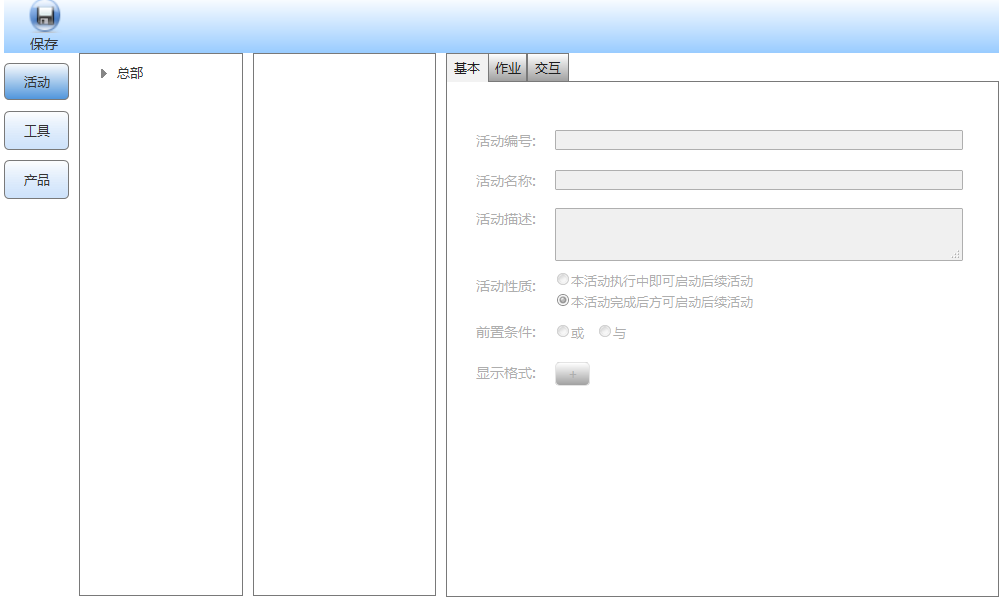 保存
活动
工具
产品
总部
基本 作业 交互
活动编号:
活动名称:
活动描述:
活动性质: 本活动执行中即可启动后续活动
本活动完成后方可启动后续活动
前置条件: 或 与
显示格式: +